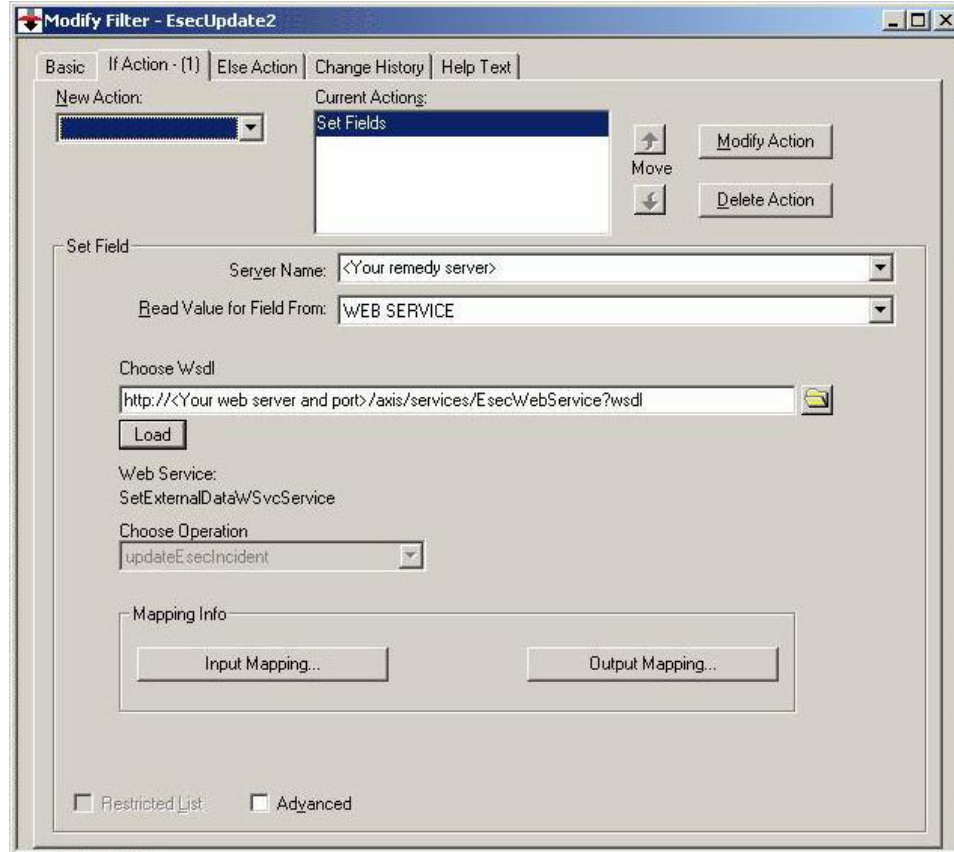 Modify Filter - EsecUpdate2
Basic
If Action - (1)
Else Action
Change History
Help Text
New Action:
Current Actions:
Set Fields
Move
Modify Action
Delete Action
Set Field
Server Name:
<Your remedy server>
Read Value for Field From:
WEB SERVICE
Choose Wsdl
http://<Your web server and port>/axis/services/EsecWebService?wsdl
Load
Web Service:
SetExternalDataWSvcService
Choose Operation
updateEsecIncident
Mapping Info
Input Mapping...
Output Mapping...
Restricted List
Advanced